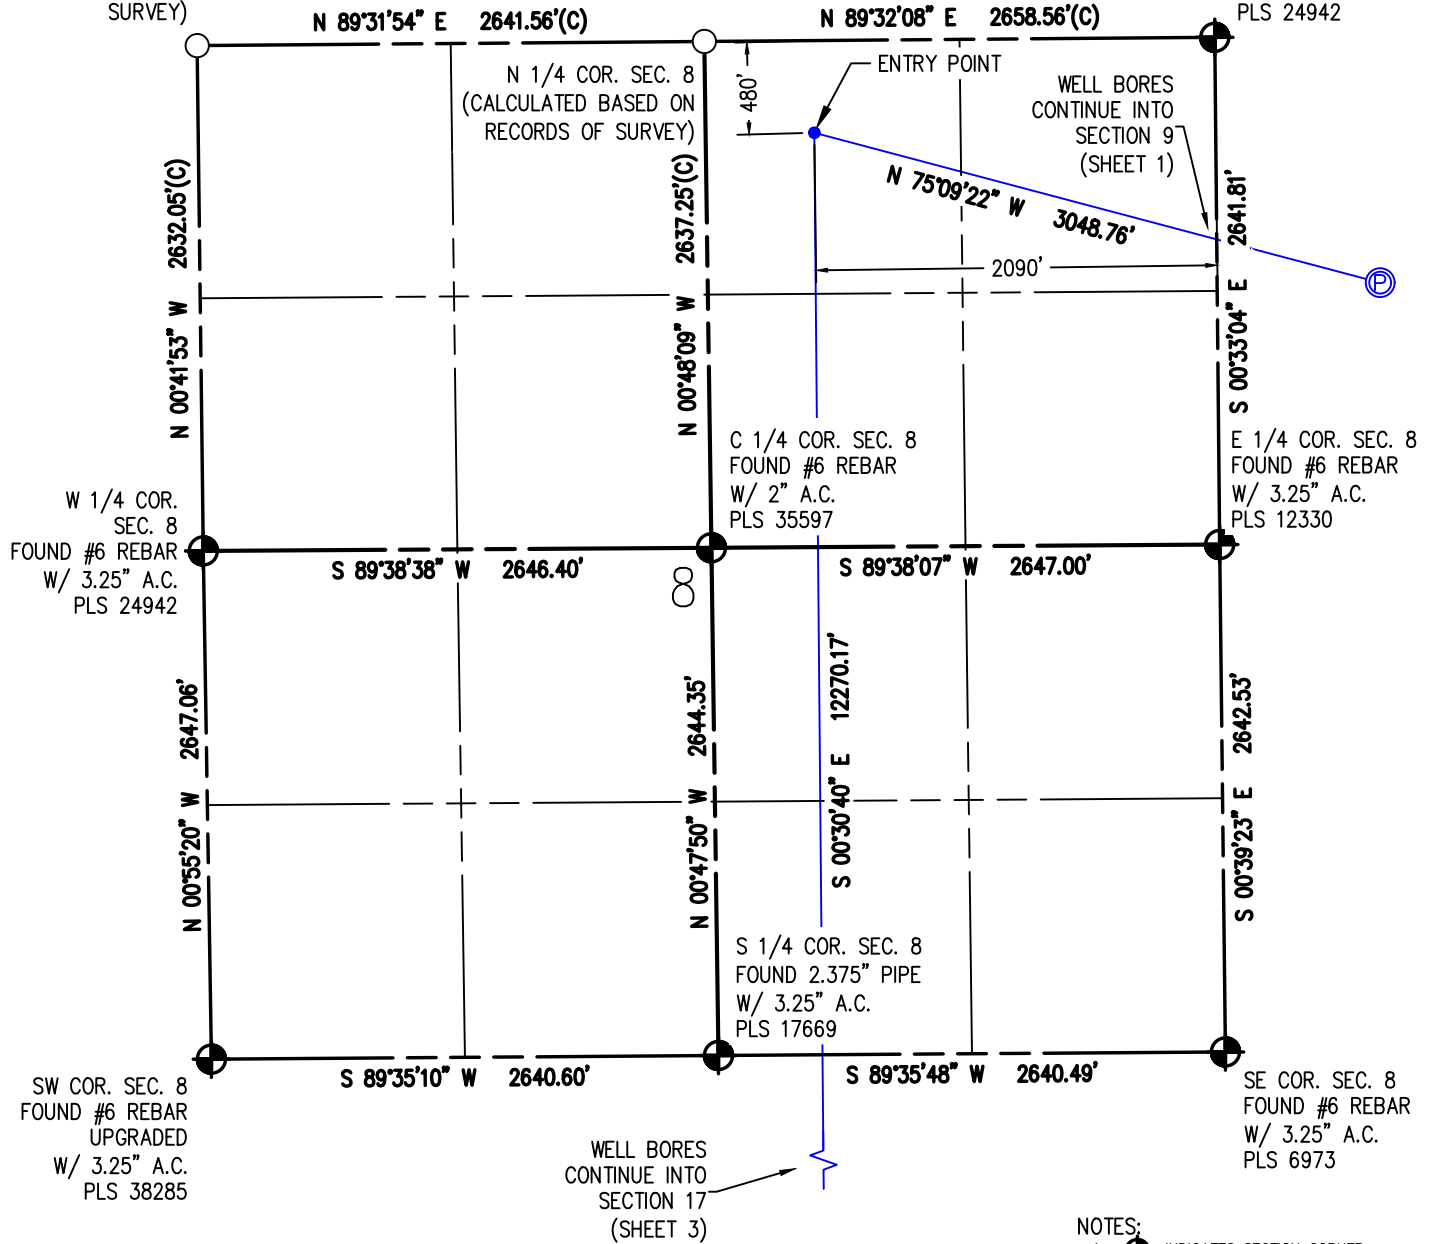 SURVEY)
N 89°31'54" E 2641.56'(C)
N 89°32'08" E 2658.56'(C)
PLS 24942
N 1/4 COR. SEC. 8
(CALCULATED BASED ON
RECORDS OF SURVEY)
480'
ENTRY POINT
WELL BORES
CONTINUE INTO
SECTION 9
(SHEET 1)
N 00°41'53" W 2632.05'(C)
N 00°48'09" W 2637.25'(C)
N 75°09'22" W 3048.76'
S 00°33'04" E 2641.81'
2090'
P
C 1/4 COR. SEC. 8
FOUND #6 REBAR
W/ 2" A.C.
PLS 35597
E 1/4 COR. SEC. 8
FOUND #6 REBAR
W/ 3.25" A.C.
PLS 12330
W 1/4 COR.
SEC. 8
FOUND #6 REBAR
W/ 3.25" A.C.
PLS 24942
S 89°38'38" W 2646.40'
S 89°38'07" W 2647.00'
8
N 00°55'20" W 2647.06'
N 00°47'50" W 2644.35'
S 00°30'40" E 12270.17'
S 00°39'23" E 2642.53'
S 1/4 COR. SEC. 8
FOUND 2.375" PIPE
W/ 3.25" A.C.
PLS 17669
S 89°35'10" W 2640.60'
S 89°35'48" W 2640.49'
SW COR. SEC. 8
FOUND #6 REBAR
UPGRADED
W/ 3.25" A.C.
PLS 38285
SE COR. SEC. 8
FOUND #6 REBAR
W/ 3.25" A.C.
PLS 6973
WELL BORES
CONTINUE INTO
SECTION 17
(SHEET 3)
NOTES: